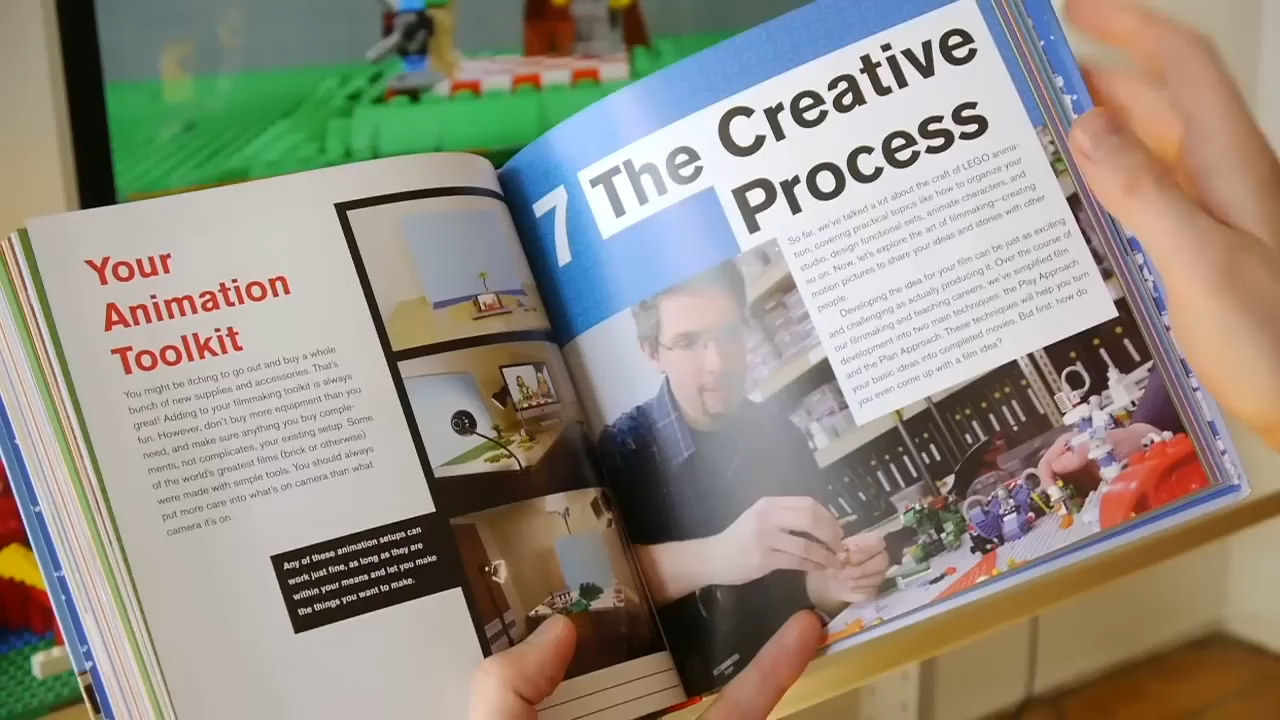 Your
Animation
Toolkit
You might be itching to go out and buy a whole
bunch of new supplies and accessories. That's
great! Adding to your filmmaking toolkit is always
fun. However, don't buy more equipment than you
need, and make sure anything you buy comple-
ments, not complicates, your existing setup. Some
of the world's greatest films (brick or otherwise)
were made with simple tools. You should always
put more care into what's on camera than what
camera it's on.
Any of these animation setups can
work just fine, as long as they are
within your means and let you make
the things you want to make.
7 The Creative
Process
So far, we've talked a lot about the craft of LEGO anima-
tion, covering practical topics like how to organize your
studio, design functional sets, animate characters, and
so on. Now, let's explore the art of filmmaking—creating
motion pictures to share your ideas and stories with other
people.
Developing the idea for your film can be just as exciting
and challenging as actually producing it. Over the course of
our filmmaking and teaching careers, we've simplified film
development into two main techniques: the Play Approach
and the Plan Approach. These techniques will help you turn
your basic ideas into completed movies. But first: how do
you even come up with a film idea?